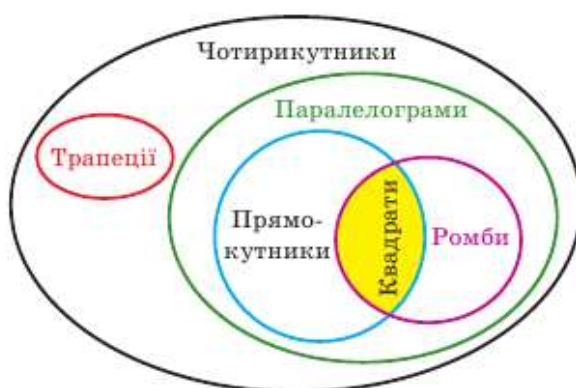 Чотирикутники
Паралелограми
Трапеції
Прямо-
кутники
Квадрати
Ромби